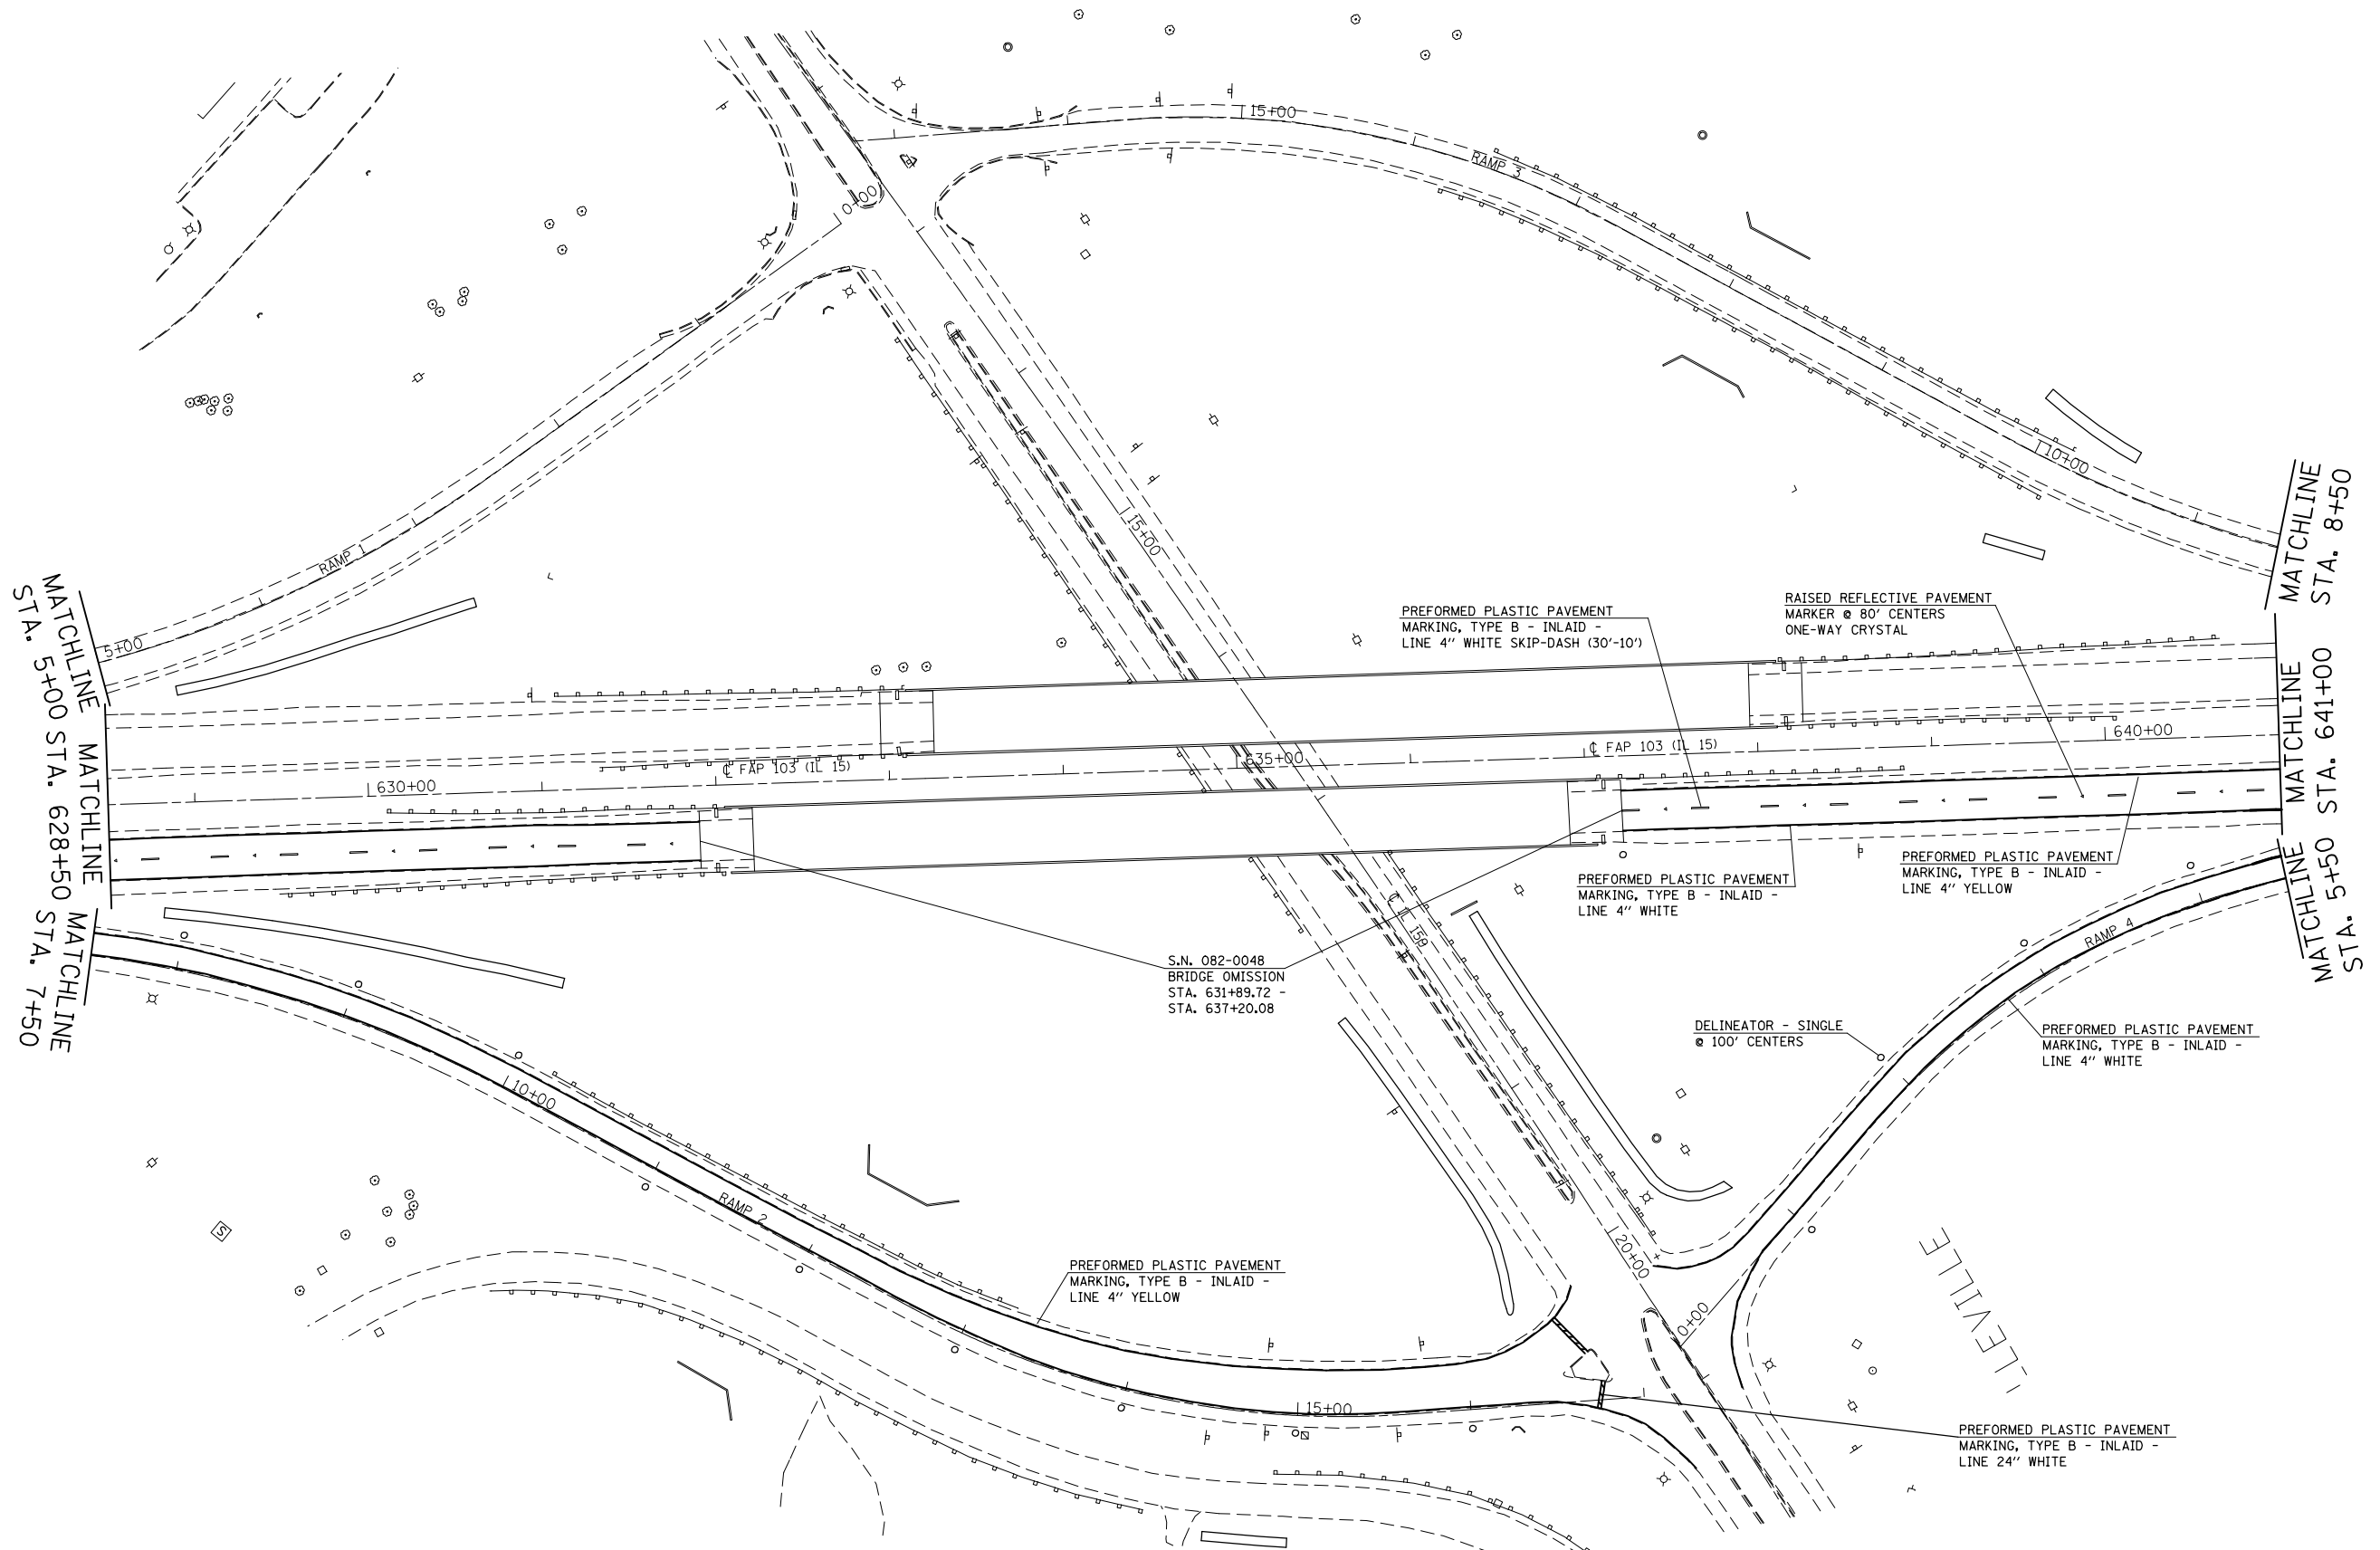 15+00
RAMP 3
0+00
10+00
MATCHLINE
STA. 8+50
15+00
RAMP 1
5+00
MATCHLINE
STA. 5+00
PREFORMED PLASTIC PAVEMENT
MARKING, TYPE B - INLAID -
LINE 4" WHITE SKIP-DASH (30'-10')
RAISED REFLECTIVE PAVEMENT
MARKER @ 80' CENTERS
ONE-WAY CRYSTAL
MATCHLINE
STA. 628+50
630+00
℄ FAP 103 (IL 15)
635+00
℄ FAP 103 (IL 15)
640+00
MATCHLINE
STA. 641+00
PREFORMED PLASTIC PAVEMENT
MARKING, TYPE B - INLAID -
LINE 4" WHITE
PREFORMED PLASTIC PAVEMENT
MARKING, TYPE B - INLAID -
LINE 4" YELLOW
MATCHLINE
STA. 7+50
159
S.N. 082-0048
BRIDGE OMISSION
STA. 631+89.72 -
STA. 637+20.08
RAMP 4
MATCHLINE
STA. 5+50
DELINEATOR - SINGLE
@ 100' CENTERS
PREFORMED PLASTIC PAVEMENT
MARKING, TYPE B - INLAID -
LINE 4" WHITE
10+00
RAMP 2
S
20+00
0+00
PREFORMED PLASTIC PAVEMENT
MARKING, TYPE B - INLAID -
LINE 4" YELLOW
15+00
PREFORMED PLASTIC PAVEMENT
MARKING, TYPE B - INLAID -
LINE 24" WHITE